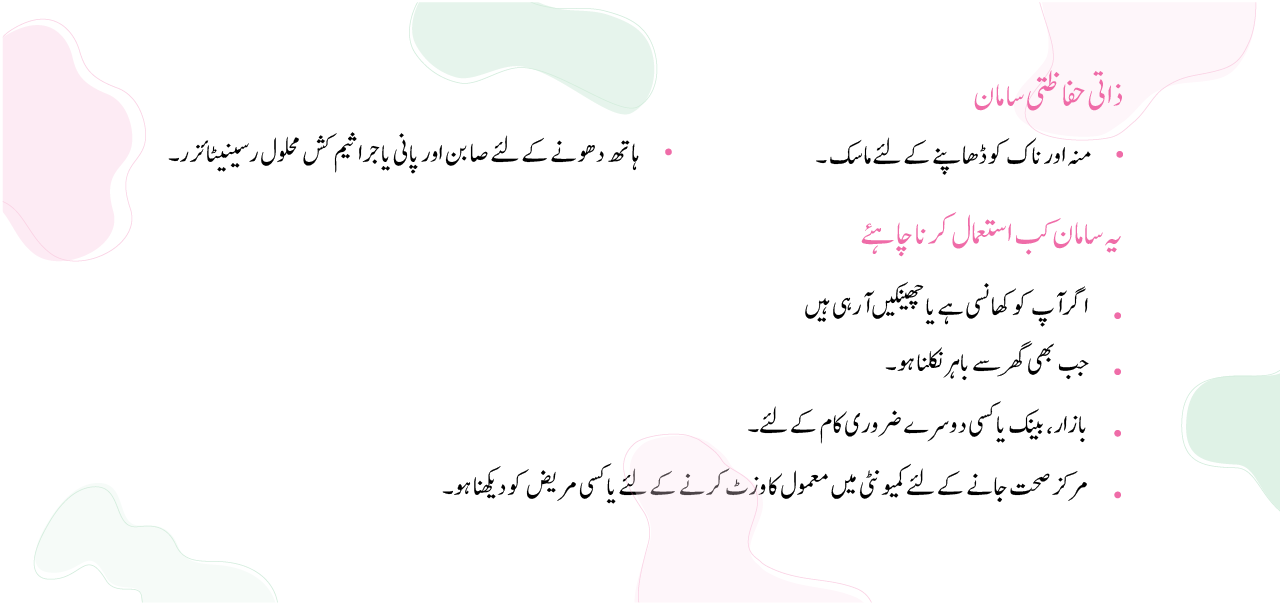 ذاتی حفاظتی سامان
منہ اور ناک کو ڈھاپنے کے لئے ماسک۔
ہاتھ دھونے کے لئے صابن اور پانی یا جراثیم کش محلول رسینیٹائزر۔
یہ سامان کب استعمال کرنا چاہئے
اگر آپ کو کھانسی ہے یا چھینکیں آ رہی ہیں
جب بھی گھر سے باہر نکلنا ہو۔
بازار، بینک یا کسی دوسرے ضروری کام کے لئے۔
مرکز صحت جانے کے لئے کمیونٹی میں معمول کا وزٹ کرنے کے لئے یا کسی مریض کو دیکھنا ہو۔